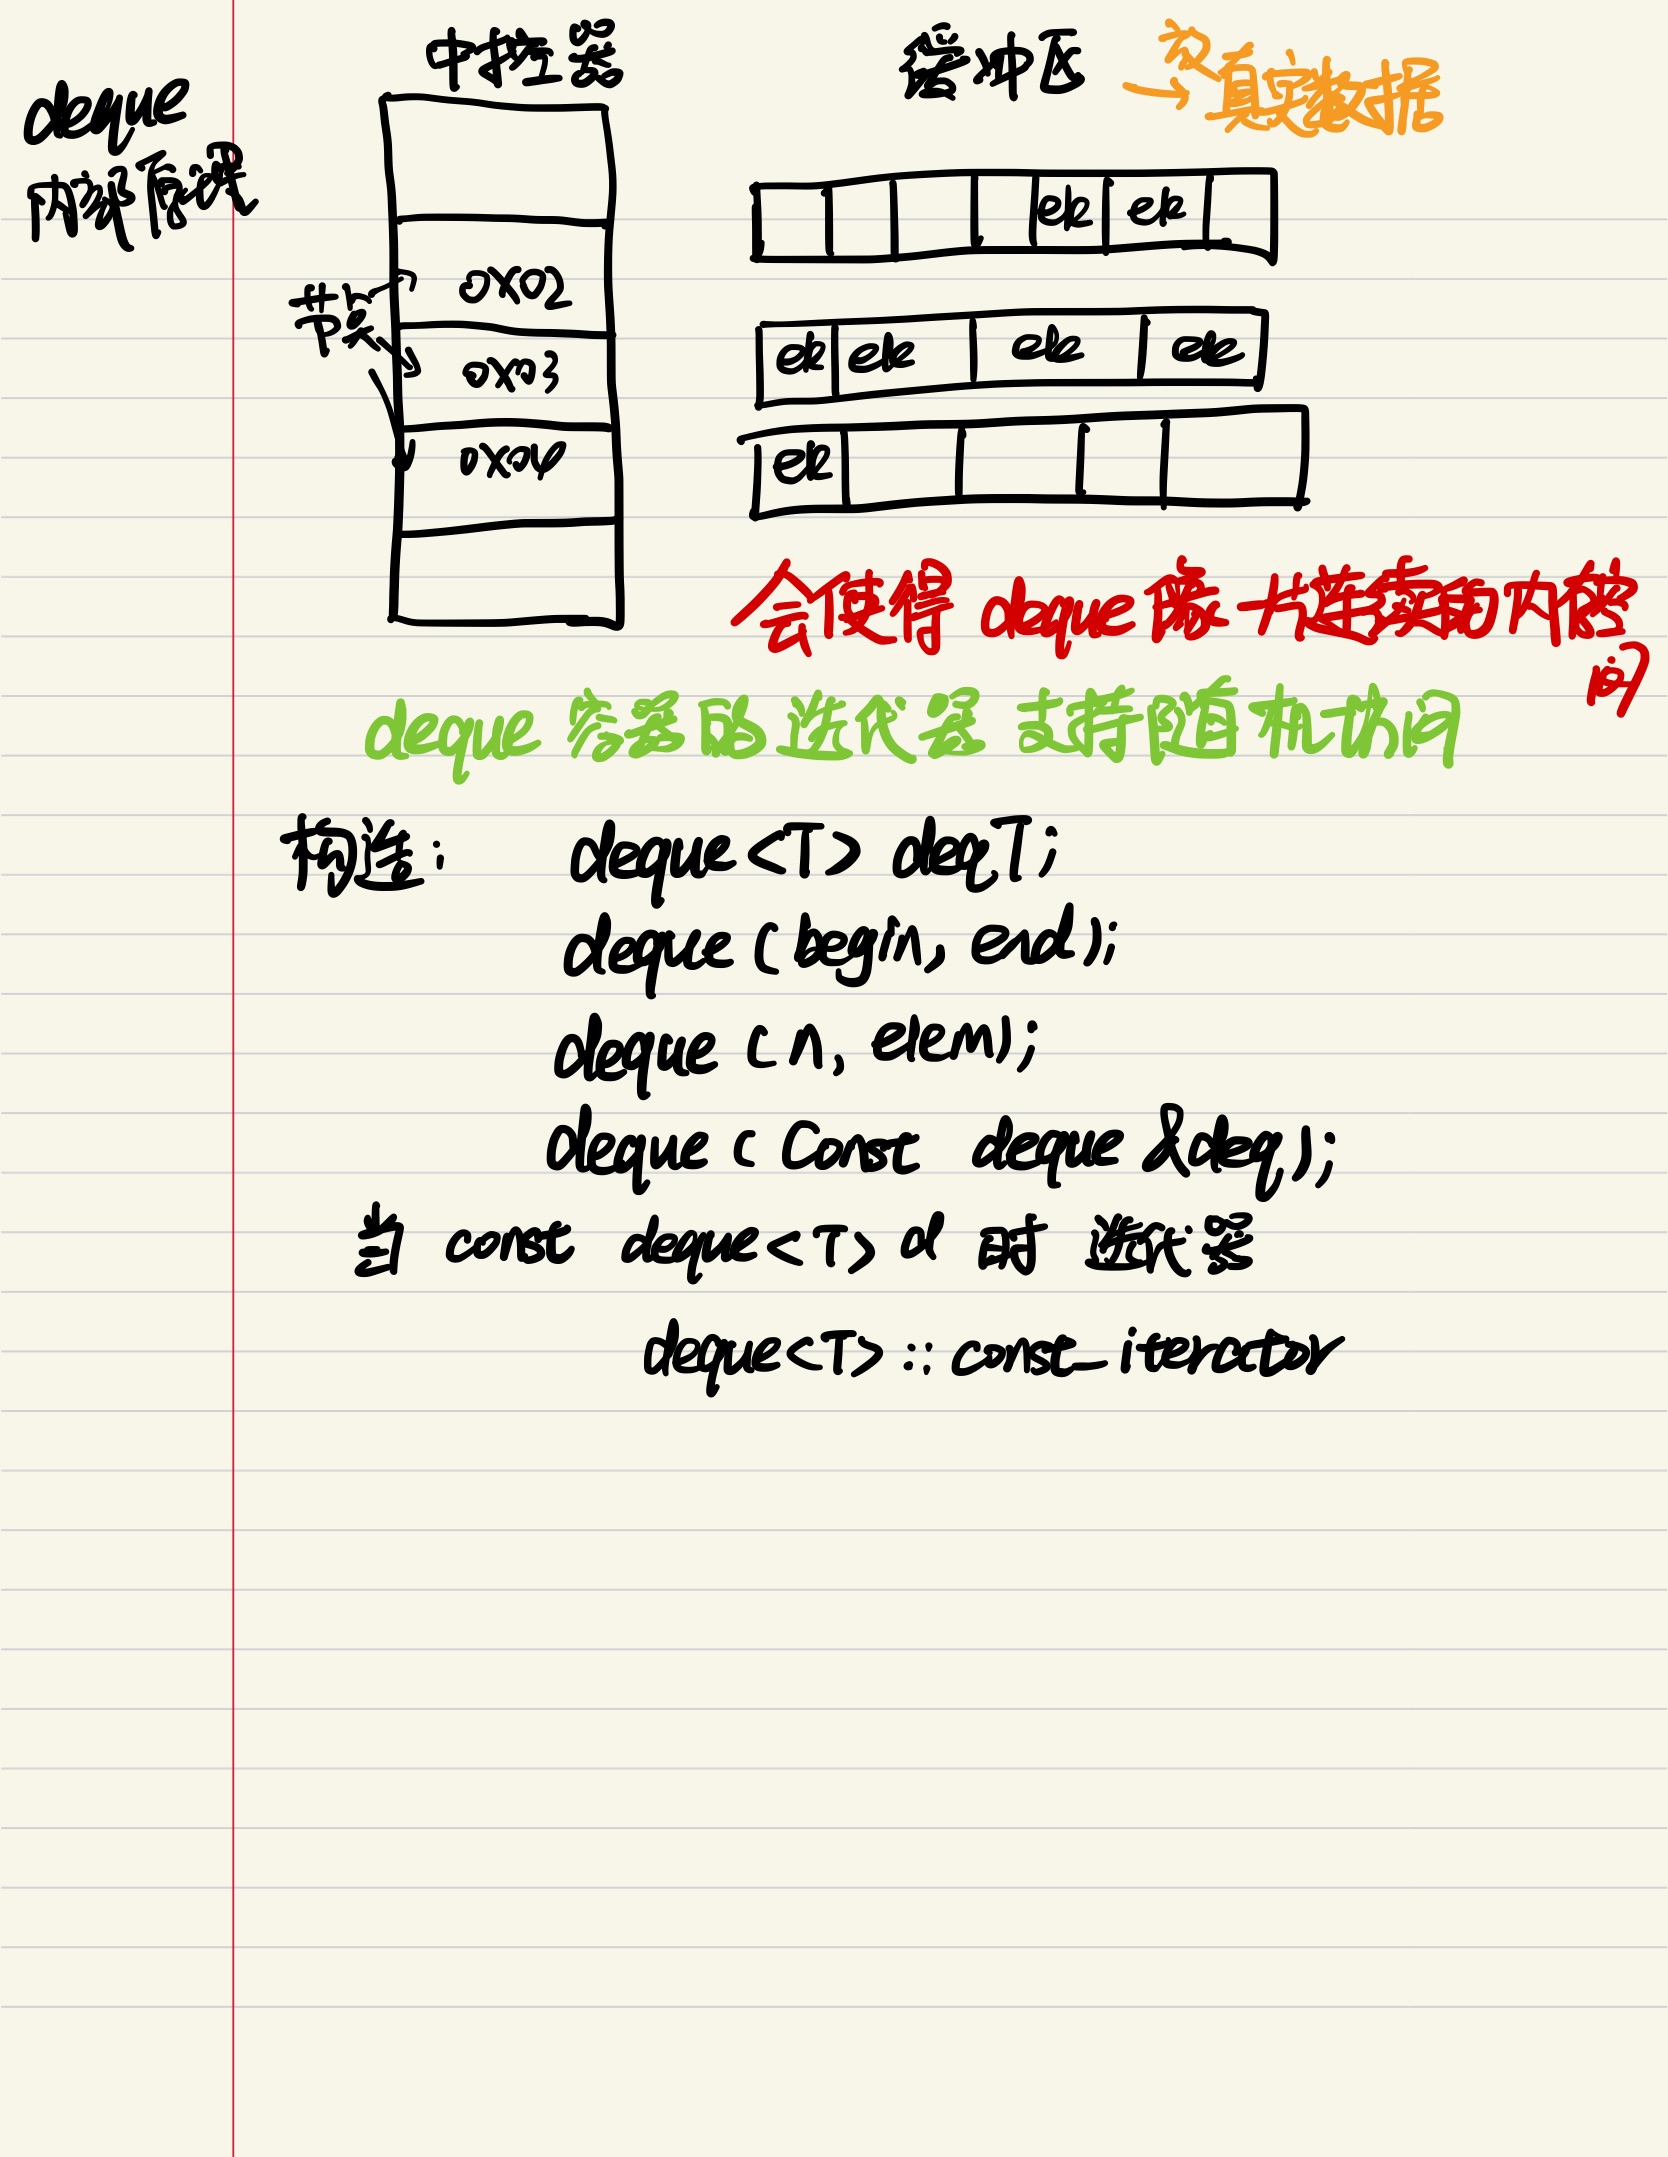 deque
内部原理
中控器
缓冲区
放
→真实数据
节点
0x02
0x03
0x04
ele ele
ele ele ele ele
ele
会使得 deque 像一片连续的内存空
间
deque 容器的迭代器 支持随机访问
构造: deque<T> deqT;
deque (begin, end);
deque (n, elem);
deque (const deque &deq);
当 const deque<T> d 时 迭代器
deque<T>::const_iterator